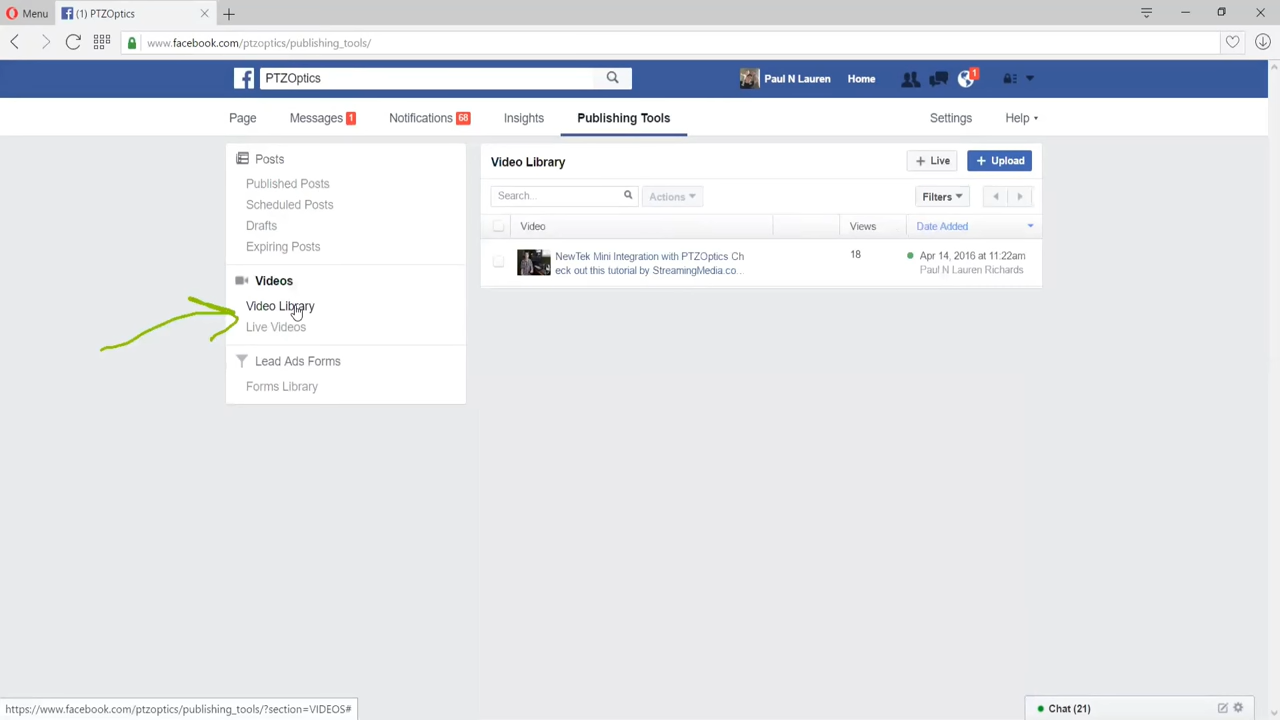 Menu
(1) PTZOptics
www.facebook.com/ptzoptics/publishing_tools/
PTZOptics
Paul N Lauren
Home
1
Page
Messages 1
Notifications 68
Insights
Publishing Tools
Settings
Help
Posts
Published Posts
Scheduled Posts
Drafts
Expiring Posts
Videos
Video Library
Live Videos
Lead Ads Forms
Forms Library
Video Library
+ Live
+ Upload
Search...
Actions
Filters
Video
Views
Date Added
NewTek Mini Integration with PTZOptics Ch
eck out this tutorial by StreamingMedia.co...
18
Apr 14, 2016 at 11:22am
Paul N Lauren Richards
https://www.facebook.com/ptzoptics/publishing_tools/?section=VIDEOS#
Chat (21)